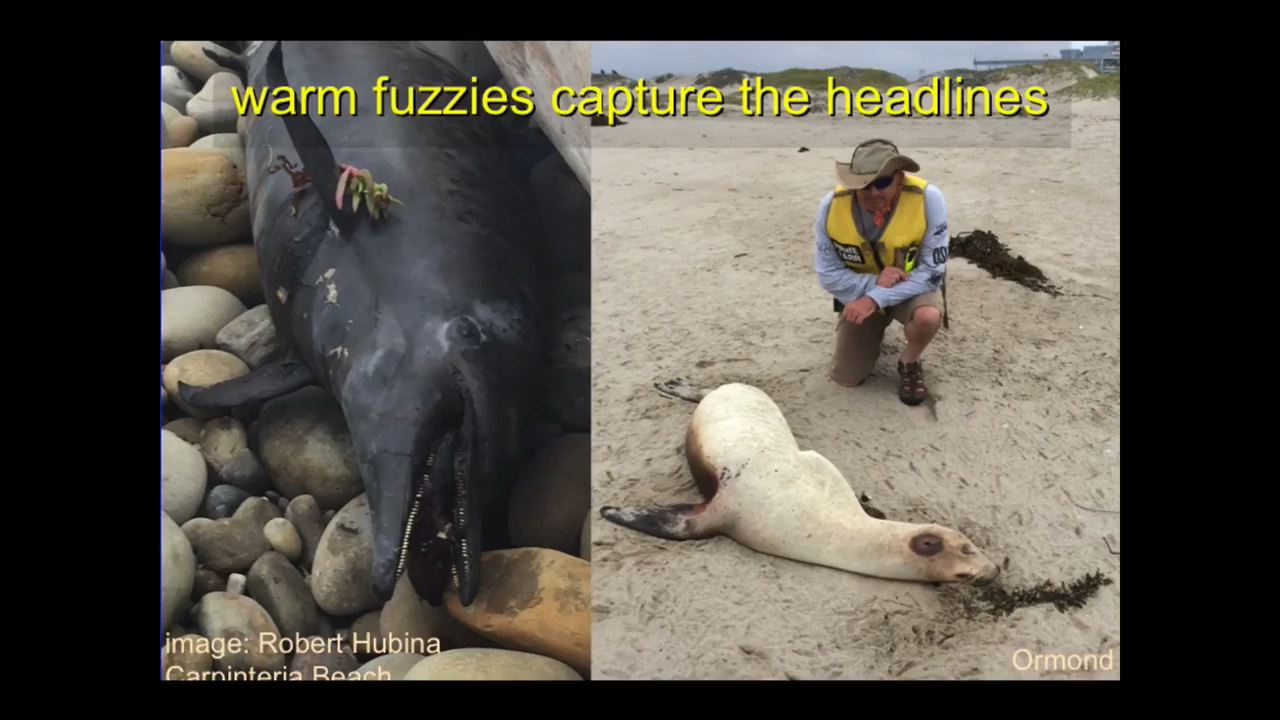 warm fuzzies capture the headlines
image: Robert Hubina
Carpinteria Beach
Ormond